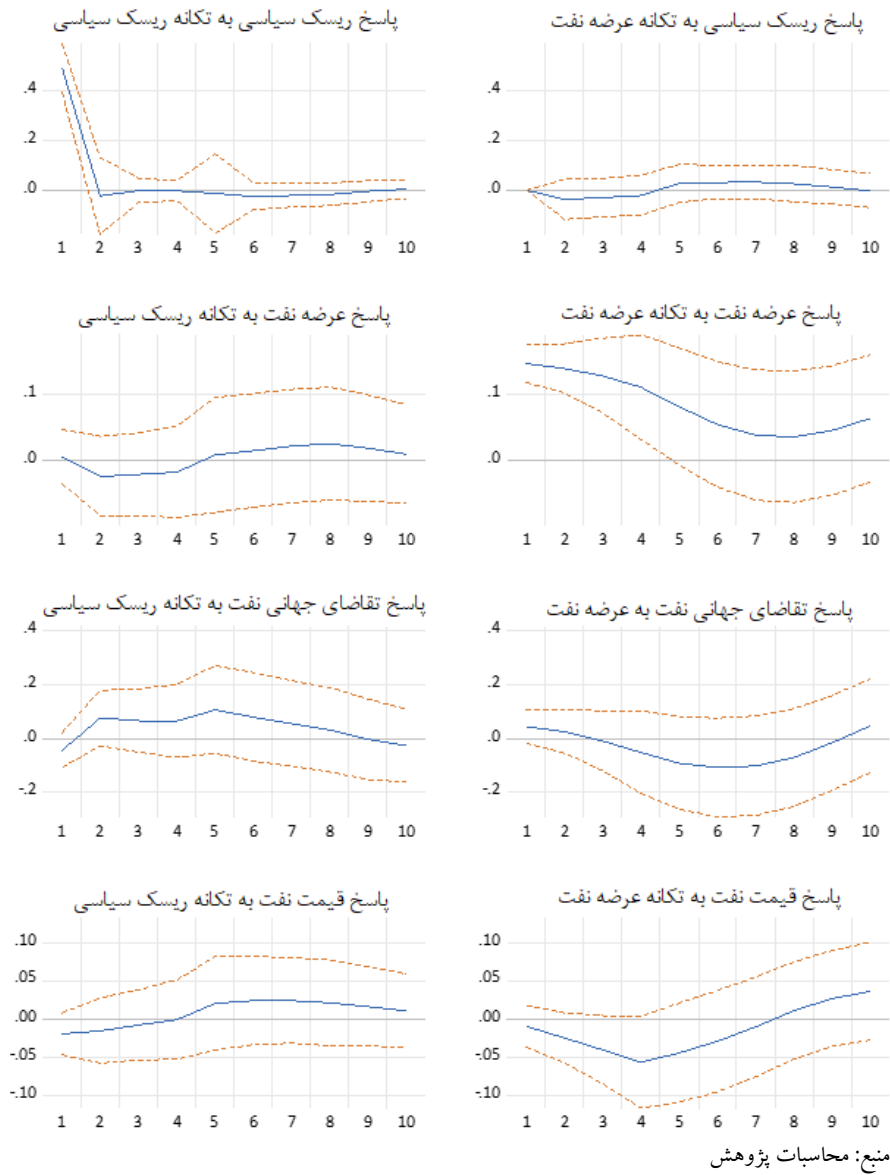 پاسخ ریسک سیاسی به تکانه عرضه نفت
.4
.2
.0
1 2 3 4 5 6 7 8 9 10
پاسخ ریسک سیاسی به تکانه ریسک سیاسی
.4
.2
.0
1 2 3 4 5 6 7 8 9 10
پاسخ عرضه نفت به تکانه عرضه نفت
.1
.0
1 2 3 4 5 6 7 8 9 10
پاسخ عرضه نفت به تکانه ریسک سیاسی
.1
.0
1 2 3 4 5 6 7 8 9 10
پاسخ تقاضای جهانی نفت به عرضه نفت
.4
.2
.0
-.2
1 2 3 4 5 6 7 8 9 10
پاسخ تقاضای جهانی نفت به تکانه ریسک سیاسی
.4
.2
.0
-.2
1 2 3 4 5 6 7 8 9 10
پاسخ قیمت نفت به تکانه عرضه نفت
.10
.05
.00
-.05
-.10
1 2 3 4 5 6 7 8 9 10
پاسخ قیمت نفت به تکانه ریسک سیاسی
.10
.05
.00
-.05
-.10
1 2 3 4 5 6 7 8 9 10
منبع: محاسبات پژوهش